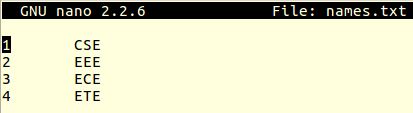 GNU nano 2.2.6 File: names.txt
1 CSE
2 EEE
3 ECE
4 ETE